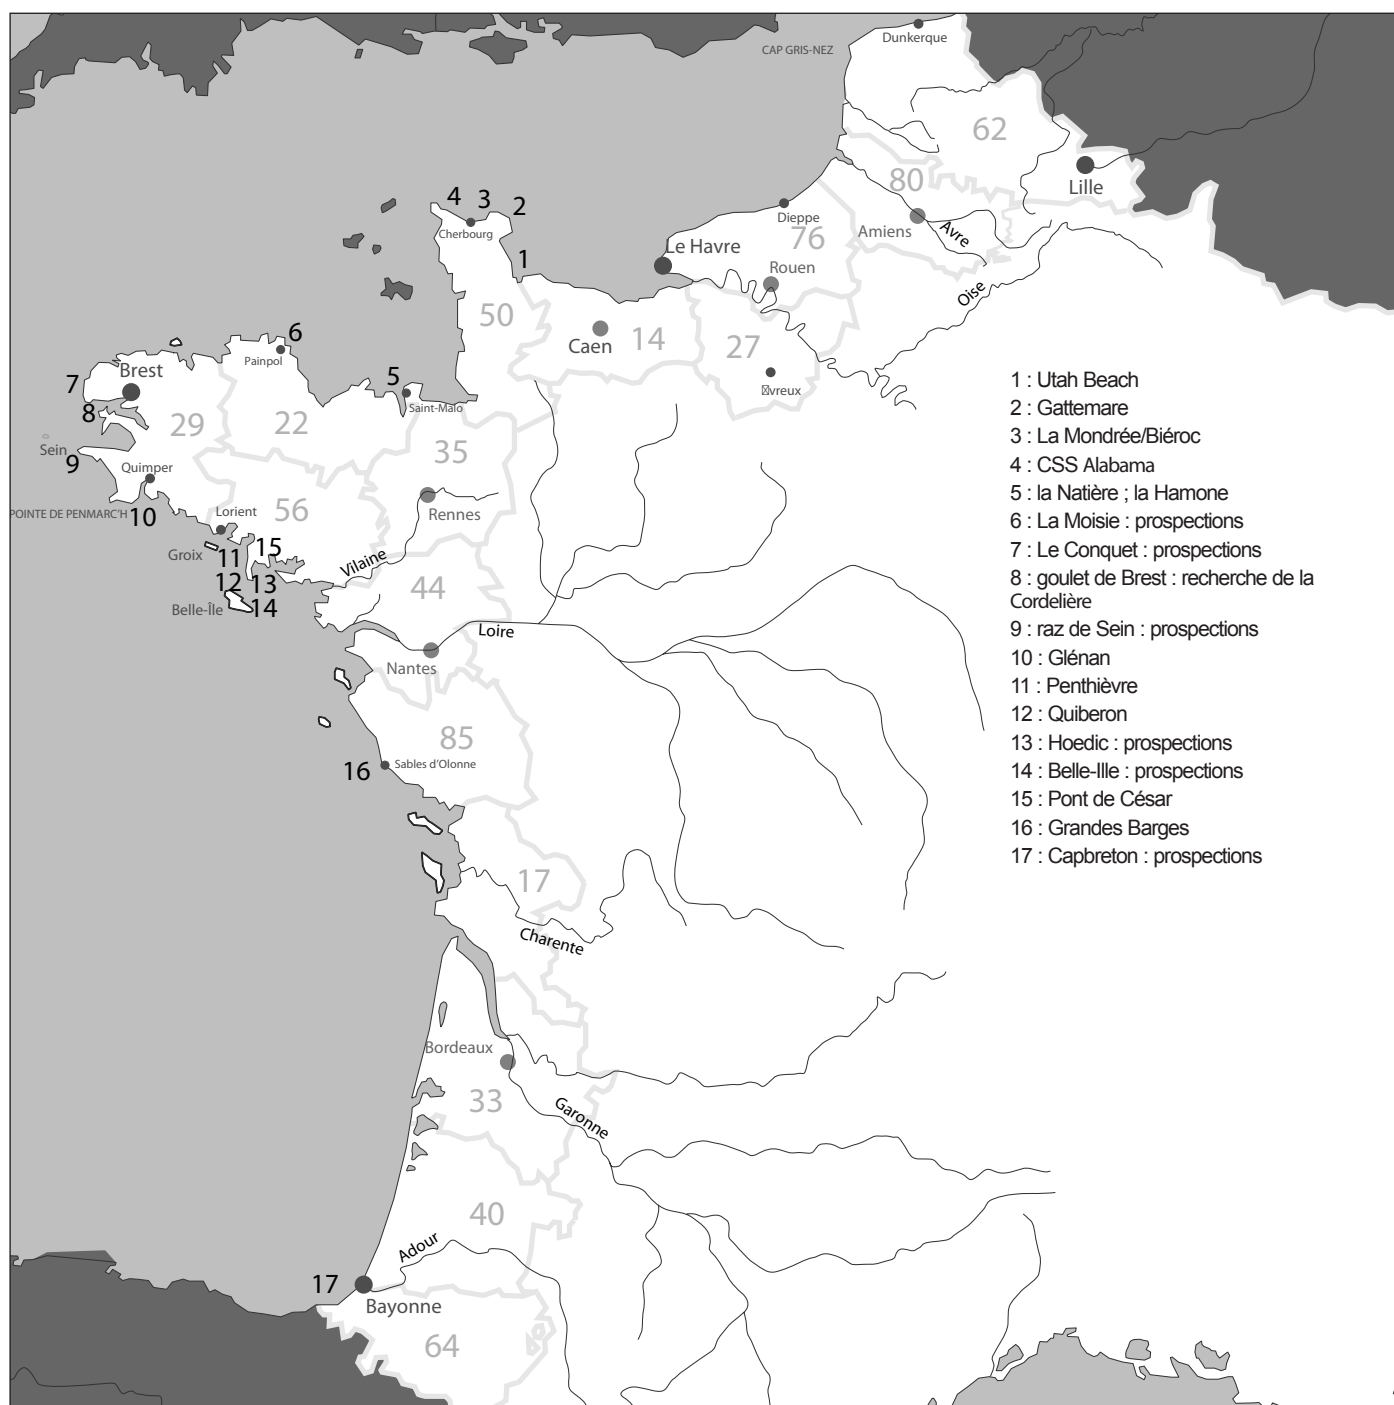 Dunkerque
CAP GRIS-NEZ
62
Lille
80
Amiens
Avre
Dieppe
76
Le Havre
Rouen
Oise
4
3
2
Cherbourg
1
50
Caen
14
27
vreux
6
Painpol
5
Saint-Malo
Brest
7
8
29
22
35
Sein
9
Quimper
Rennes
POINTE DE PENMARC'H
10
Lorient
56
Groix
11
15
Vilaine
12
13
Belle-Île
14
44
Loire
Nantes
85
16
Sables d'Olonne
17
Charente
Bordeaux
33
Garonne
40
Adour
17
Bayonne
64
1 : Utah Beach
2 : Gattemare
3 : La Mondrée/Biéroc
4 : CSS Alabama
5 : la Natière ; la Hamone
6 : La Moisie : prospections
7 : Le Conquet : prospections
8 : goulet de Brest : recherche de la
Cordelière
9 : raz de Sein : prospections
10 : Glénan
11 : Penthièvre
12 : Quiberon
13 : Hoedic : prospections
14 : Belle-Ille : prospections
15 : Pont de César
16 : Grandes Barges
17 : Capbreton : prospections